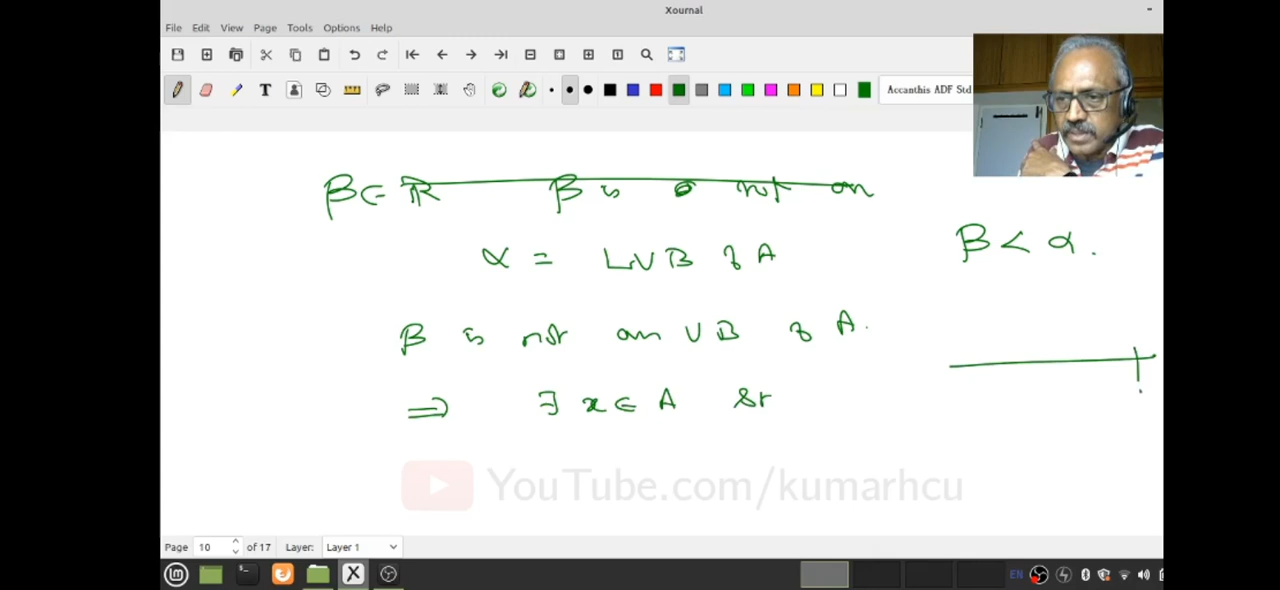 Xournal
File Edit View Page Tools Options Help
Accanthis ADF Std
β ∈ ℝ β is not an
β < α.
α = LUB of A
β is not an UB of A.
⇒ ∃ x ∈ A st
YouTube.com/kumarhcu
Page 10 of 17 Layer: Layer 1
EN